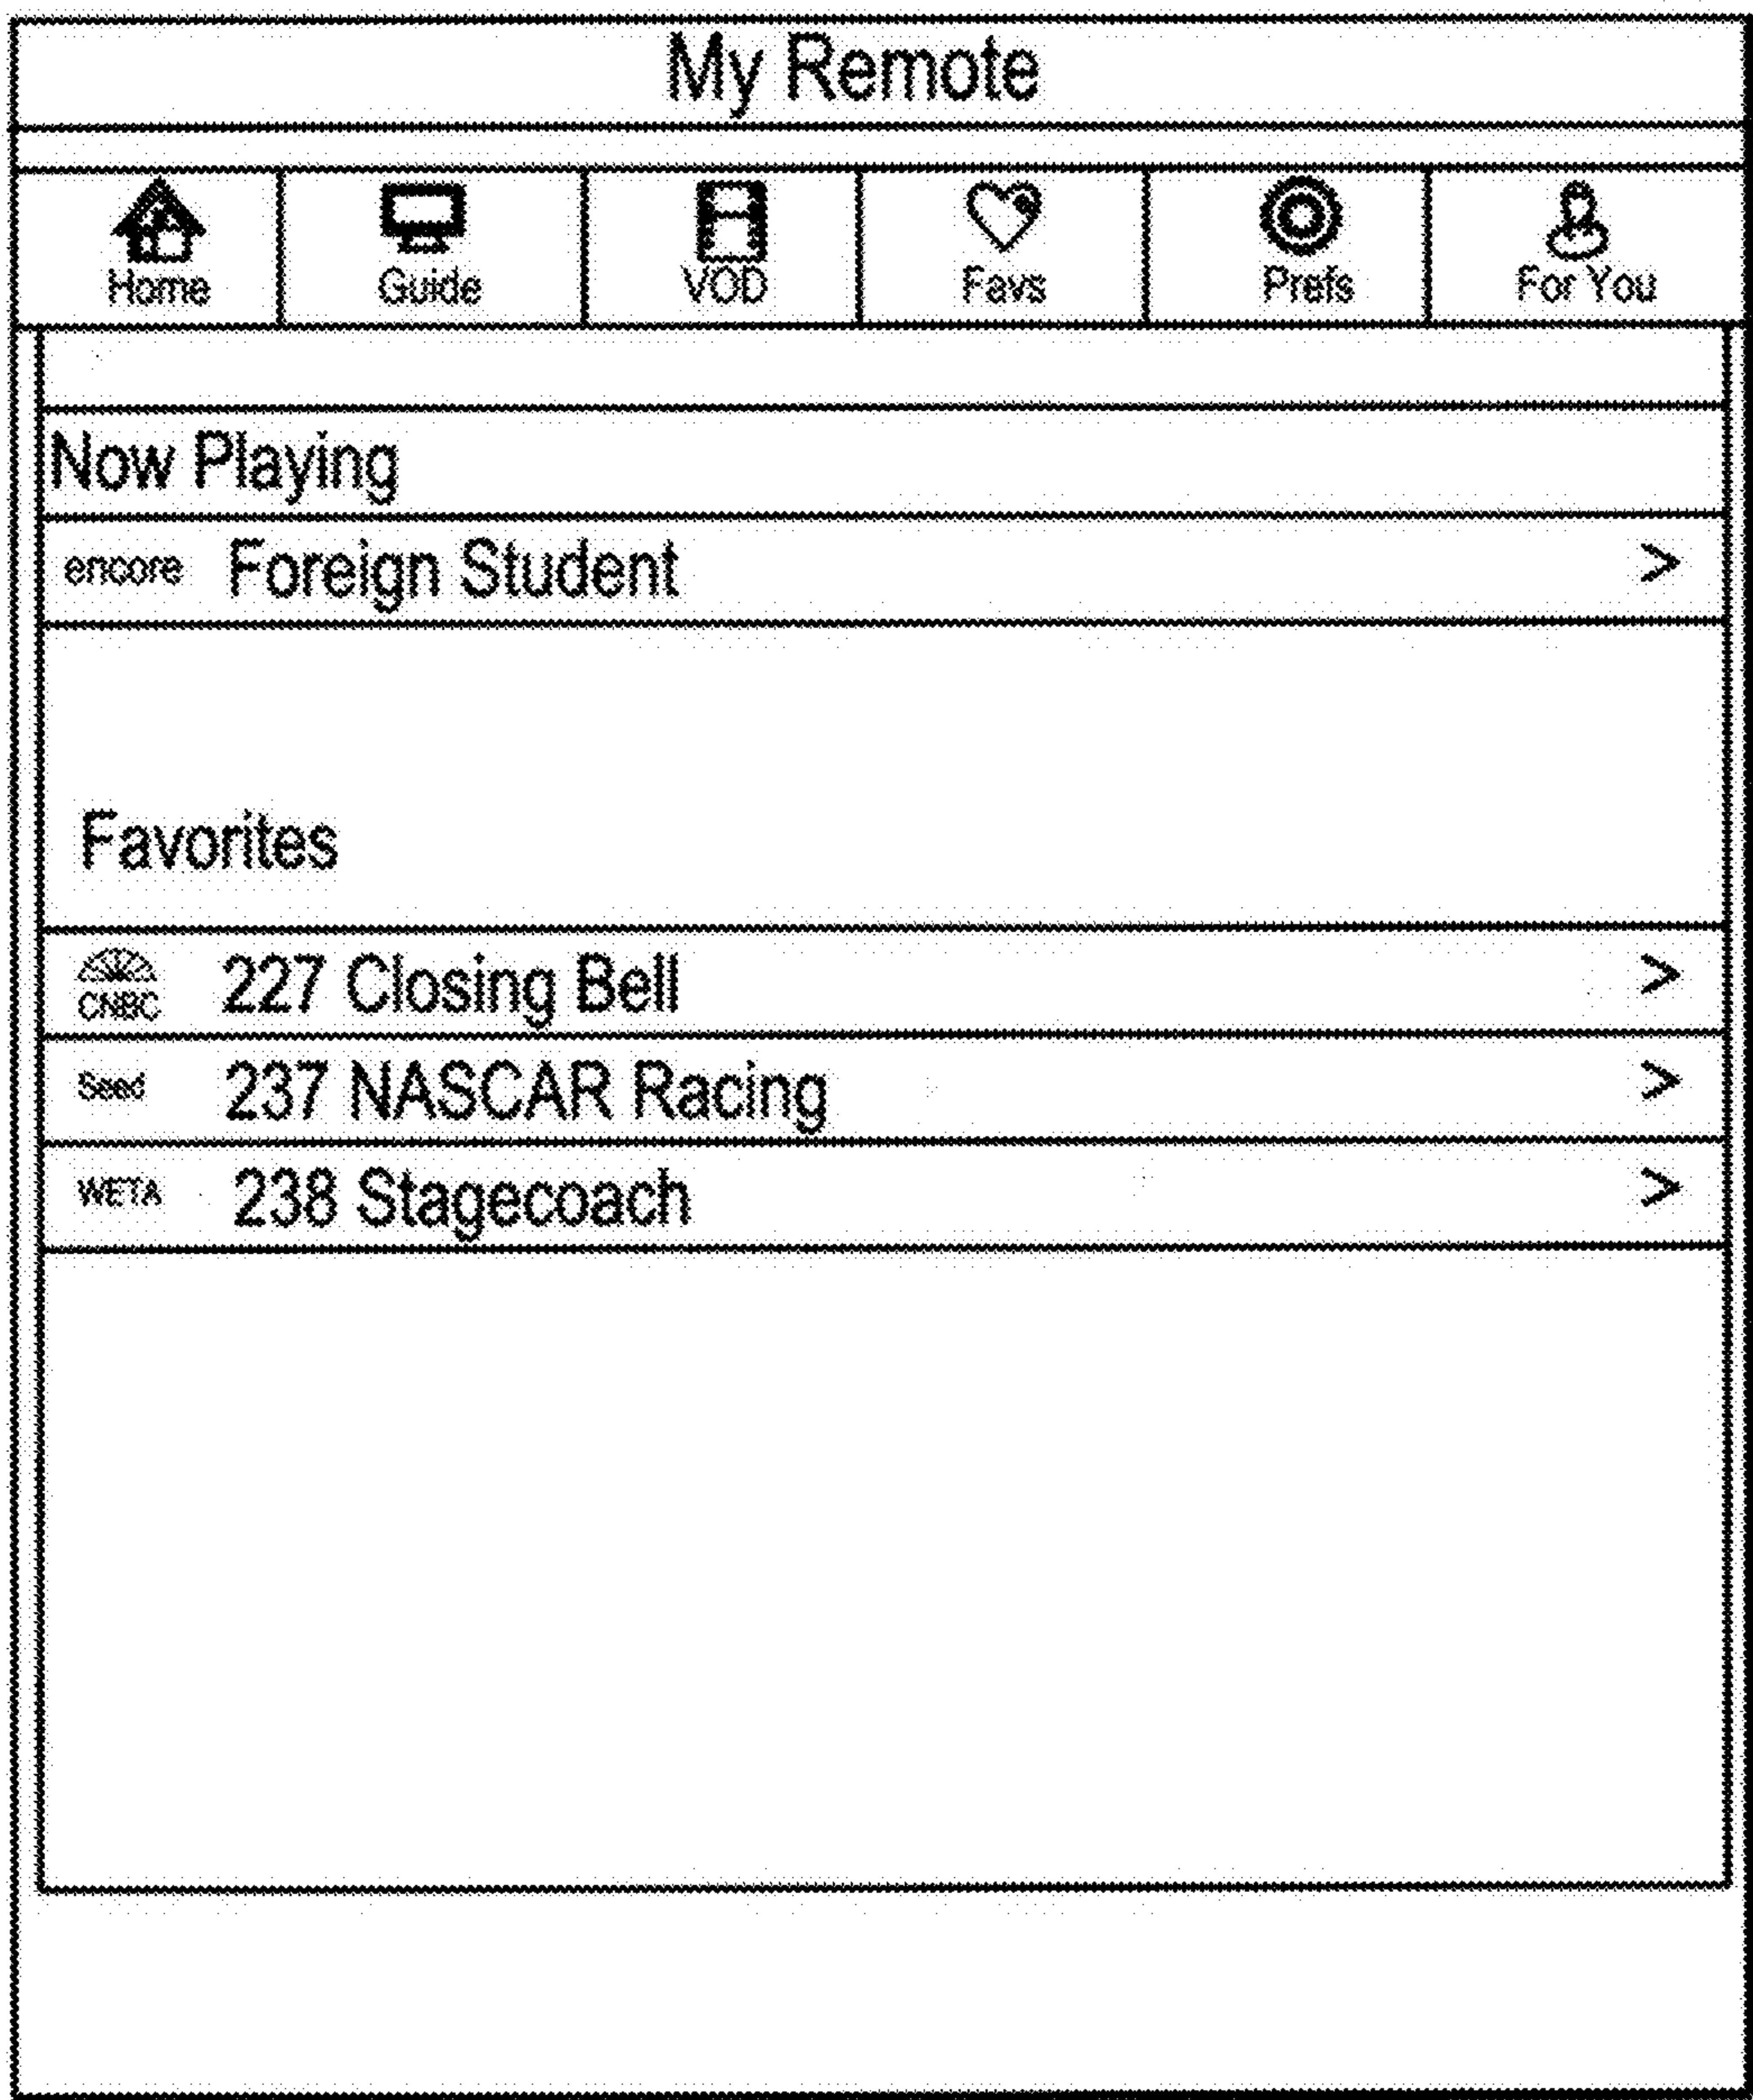 My Remote
Home Guide VOD Favs Prefs For You
Now Playing
encore Foreign Student >
Favorites
CNBC 227 Closing Bell >
Seed 237 NASCAR Racing >
WETA 238 Stagecoach >